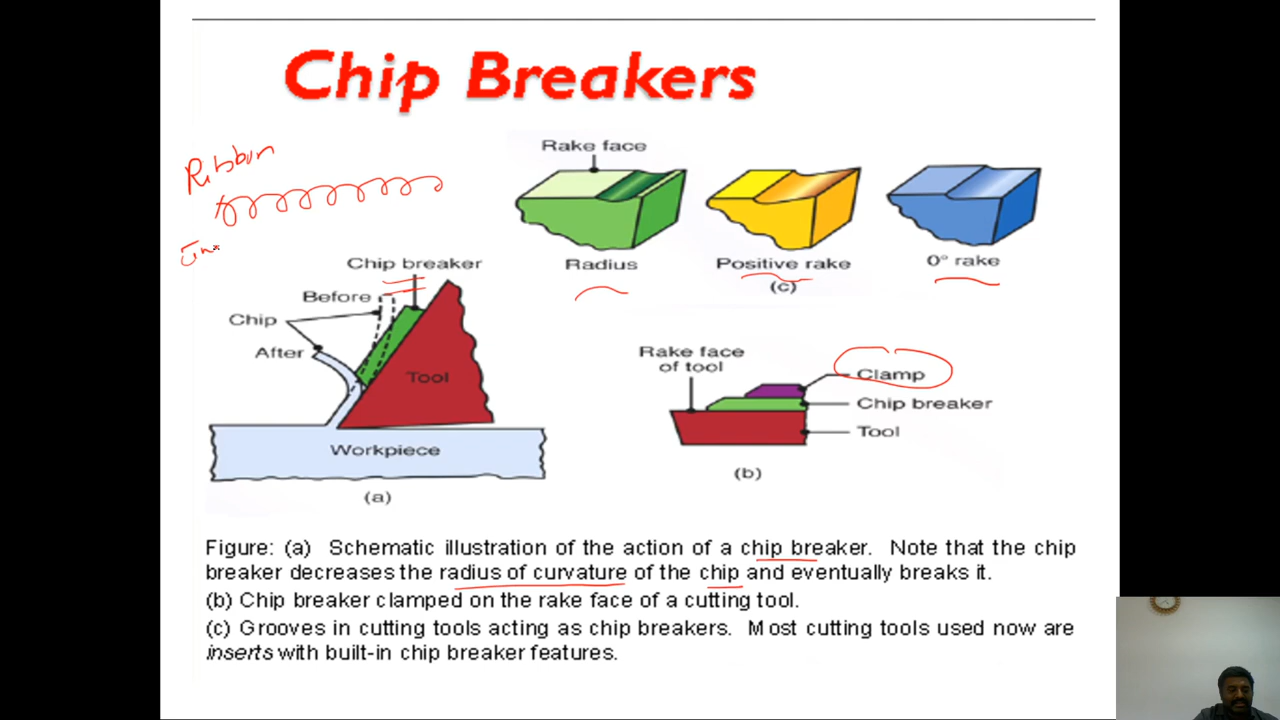 Chip Breakers
Ribbon
Rake face
Radius
Positive rake
0° rake
(c)
Chip breaker
Before
Chip
After
Tool
Workpiece
(a)
Rake face
of tool
Clamp
Chip breaker
Tool
(b)
Figure: (a) Schematic illustration of the action of a chip breaker. Note that the chip
breaker decreases the radius of curvature of the chip and eventually breaks it.
(b) Chip breaker clamped on the rake face of a cutting tool.
(c) Grooves in cutting tools acting as chip breakers. Most cutting tools used now are
inserts with built-in chip breaker features.